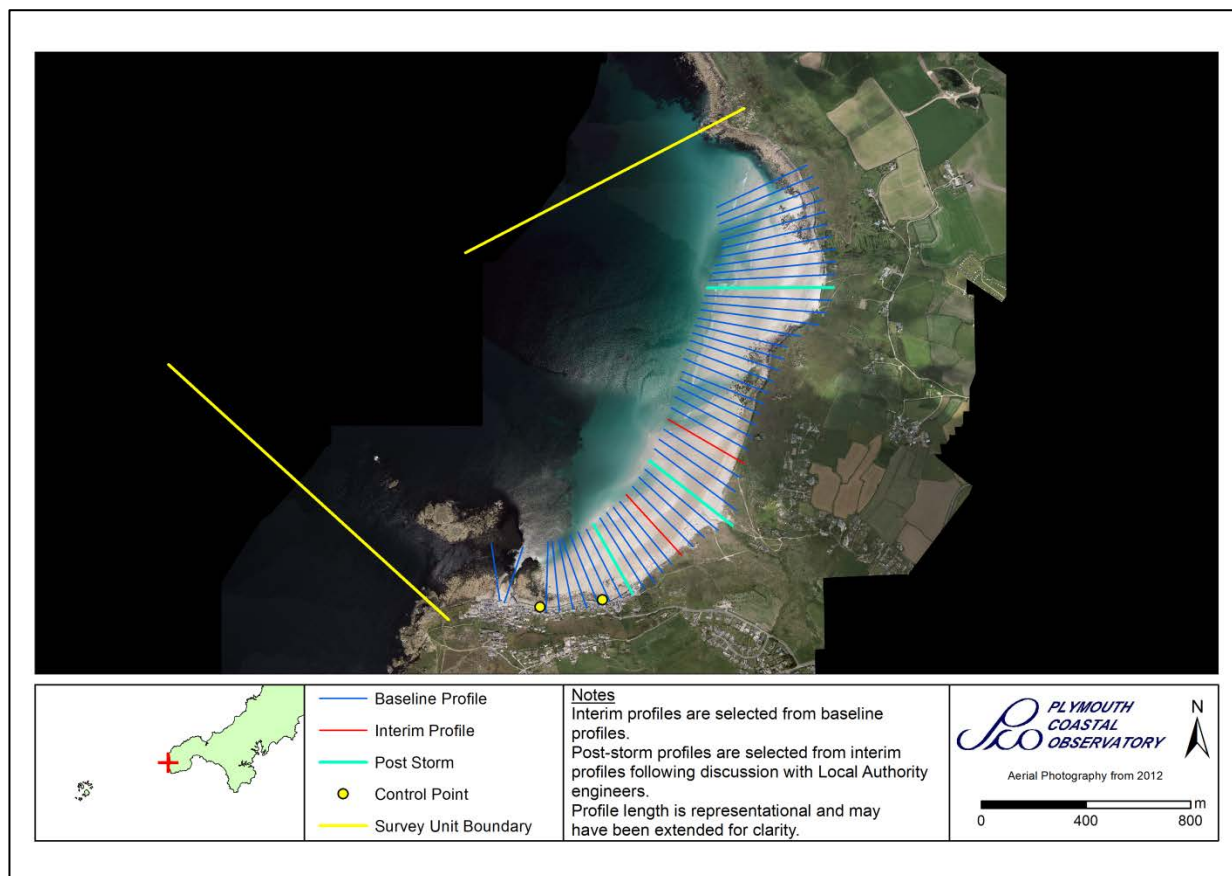 Baseline Profile
Interim Profile
Post Storm
Control Point
Survey Unit Boundary
Notes
Interim profiles are selected from baseline
profiles.
Post-storm profiles are selected from interim
profiles following discussion with Local Authority
engineers.
Profile length is representational and may
have been extended for clarity.
PLYMOUTH
COASTAL
OBSERVATORY
N
Aerial Photography from 2012
m
0 400 800